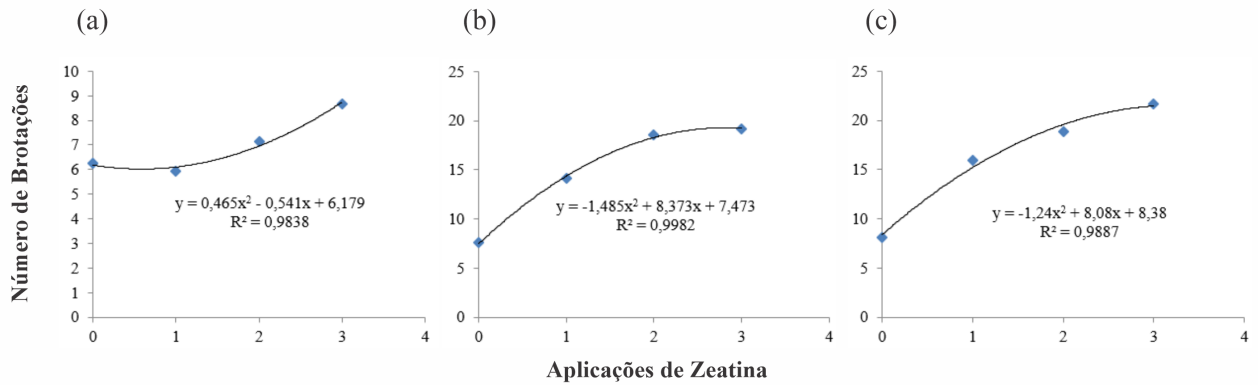 (a)
(b)
(c)
Número de Brotações
10
9
8
7
6
5
4
3
2
1
0
0 1 2 3 4
y = 0,465x² - 0,541x + 6,179
R² = 0,9838
25
20
15
10
5
0
0 1 2 3 4
y = -1,485x² + 8,373x + 7,473
R² = 0,9982
25
20
15
10
5
0
0 1 2 3 4
y = -1,24x² + 8,08x + 8,38
R² = 0,9887
Aplicações de Zeatina